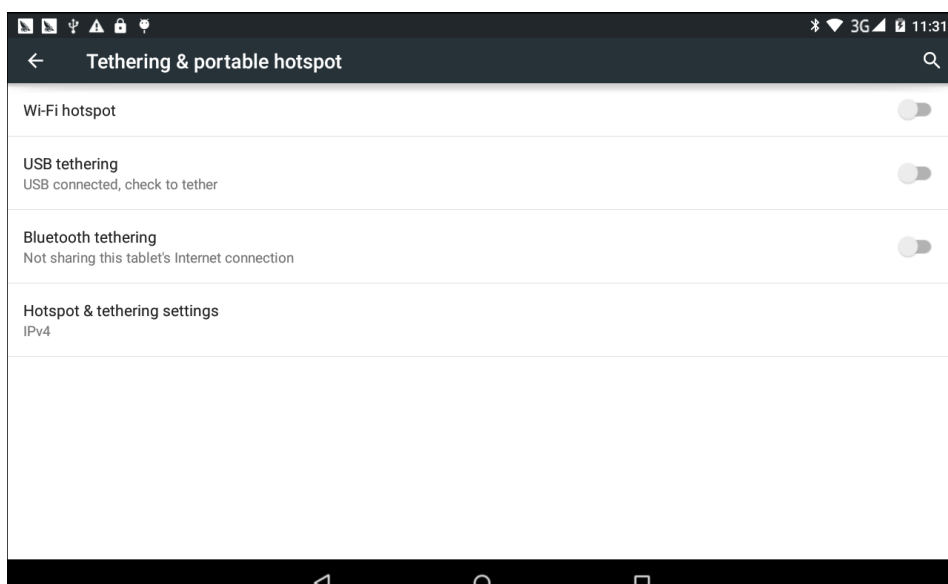 3G 11:31
Tethering & portable hotspot
Wi-Fi hotspot
USB tethering
USB connected, check to tether
Bluetooth tethering
Not sharing this tablet's Internet connection
Hotspot & tethering settings
IPv4